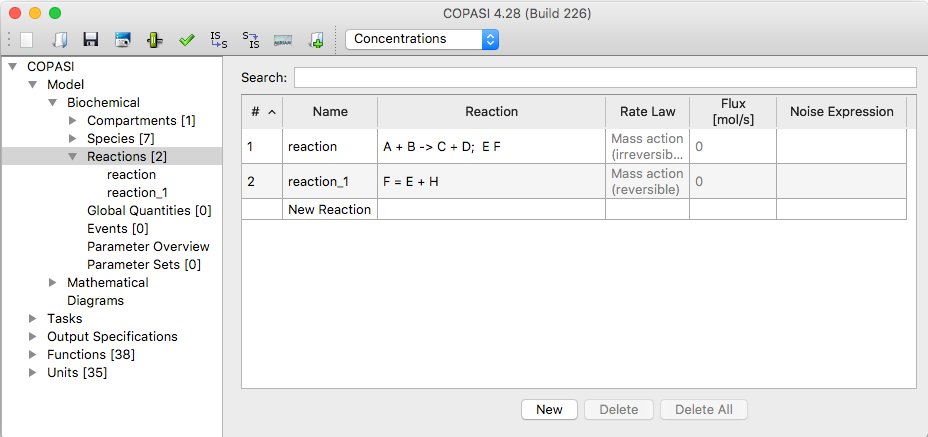 COPASI 4.28 (Build 226)
IS
S
S
IS
Concentrations
COPASI
Model
Biochemical
Compartments [1]
Species [7]
Reactions [2]
reaction
reaction_1
Global Quantities [0]
Events [0]
Parameter Overview
Parameter Sets [0]
Mathematical
Diagrams
Tasks
Output Specifications
Functions [38]
Units [35]
Search:
# Name Reaction Rate Law Flux [mol/s] Noise Expression
1 reaction A + B -> C + D; E F Mass action (irreversib... 0
2 reaction_1 F = E + H Mass action (reversible) 0
New Reaction
New Delete Delete All